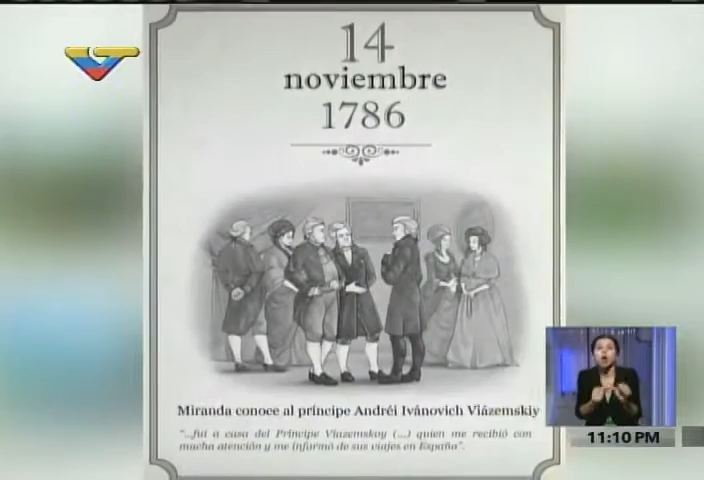 14
noviembre
1786
Miranda conoce al príncipe Andréi Ivánovich Viázemskiy
"...fui a casa del Príncipe Viazemskoy (...) quien me recibió con
mucha atención y me informó de sus viajes en España".
11:10 PM